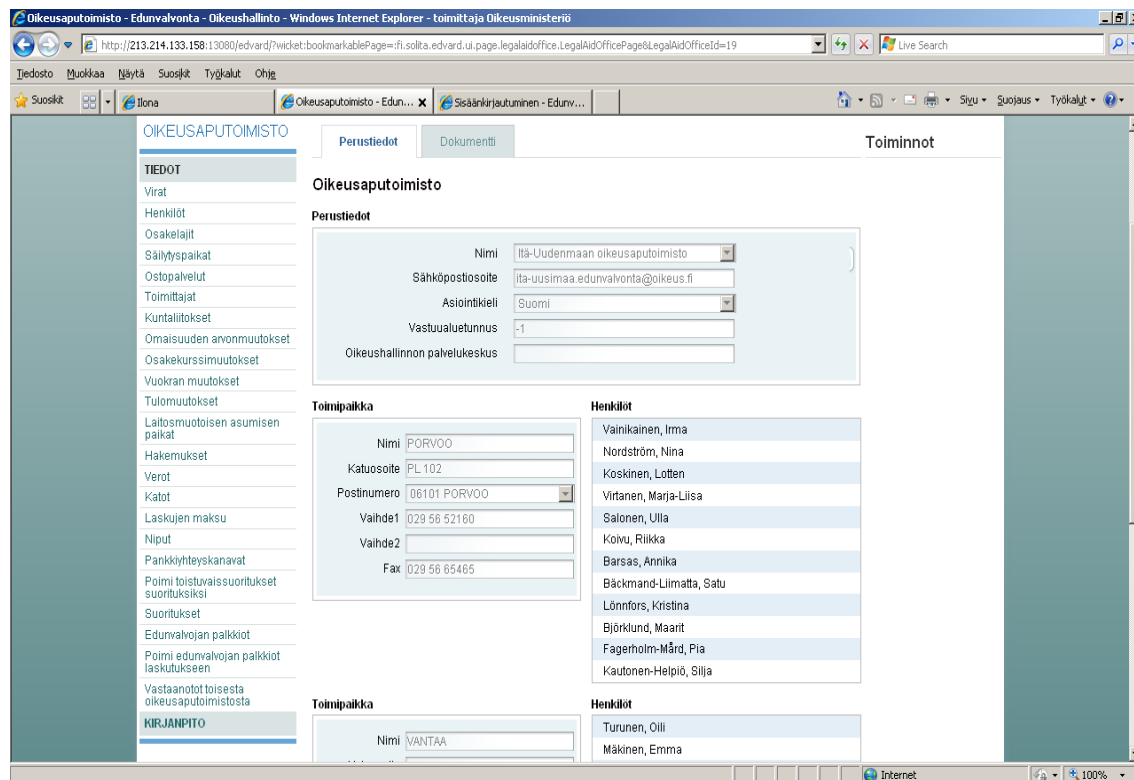 Oikeusaputoimisto - Edunvalvonta - Oikeushallinto - Windows Internet Explorer - toimittaja Oikeusministeriö
http://213.214.133.158:13080/edvard/?wicket:bookmarkablePage=:fi.solita.edvard.ui.page.legalaidoffice.LegalAidOfficePage&LegalAidOfficeId=19
Live Search
Tiedosto Muokkaa Näytä Suosikit Työkalut Ohje
Suosikit Ilona Oikeusaputoimisto - Edun... Sisäänkirjautuminen - Edunv... Sivu Suojaus Työkalut
OIKEUSAPUTOIMISTO
TIEDOT
Virat
Henkilöt
Osakelajit
Säilytyspaikat
Ostopalvelut
Toimittajat
Kuntaliitokset
Omaisuuden arvonmuutokset
Osakekurssimuutokset
Vuokran muutokset
Tulomuutokset
Laitosmuotoisen asumisen
paikat
Hakemukset
Verot
Katot
Laskujen maksu
Niput
Pankkiyhteyskanavat
Poimi toistuvaissuoritukset
suorituksiksi
Suoritukset
Edunvalvojan palkkiot
Poimi edunvalvojan palkkiot
laskutukseen
Vastaanotot toisesta
oikeusaputoimistosta
KIRJANPITO
Perustiedot Dokumentti
Toiminnot
Oikeusaputoimisto
Perustiedot
Nimi Itä-Uudenmaan oikeusaputoimisto
Sähköpostiosoite ita-uusimaa.edunvalvonta@oikeus.fi
Asiointikieli Suomi
Vastuualuetunnus -1
Oikeushallinnon palvelukeskus
Toimipaikka
Nimi PORVOO
Katuosoite PL 102
Postinumero 06101 PORVOO
Vaihde1 029 56 52160
Vaihde2
Fax 029 56 65465
Henkilöt
Vainikainen, Irma
Nordström, Nina
Koskinen, Lotten
Virtanen, Marja-Liisa
Salonen, Ulla
Koivu, Riikka
Barsas, Annika
Bäckmand-Liimatta, Satu
Lönnfors, Kristina
Björklund, Maarit
Fagerholm-Mård, Pia
Kautonen-Helpiö, Silja
Toimipaikka
Nimi VANTAA
Henkilöt
Turunen, Oili
Mäkinen, Emma
Internet 100%